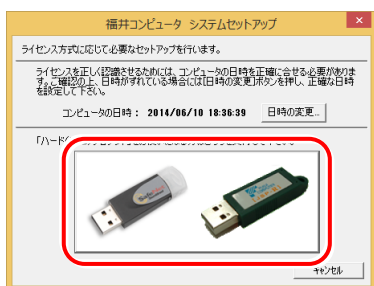 福井コンピュータ システムセットアップ
ライセンス方式に応じて必要なセットアップを行います。
ライセンスを正しく認識させるためには、コンピュータの日時を正確に合せる必要がありま
す。ご確認の上、日時がずれている場合には[日時の変更]ボタンを押し、正確な日時
を設定して下さい。
コンピュータの日時： 2014/06/10 18:36:39
日時の変更..
「ハード
キャンセル